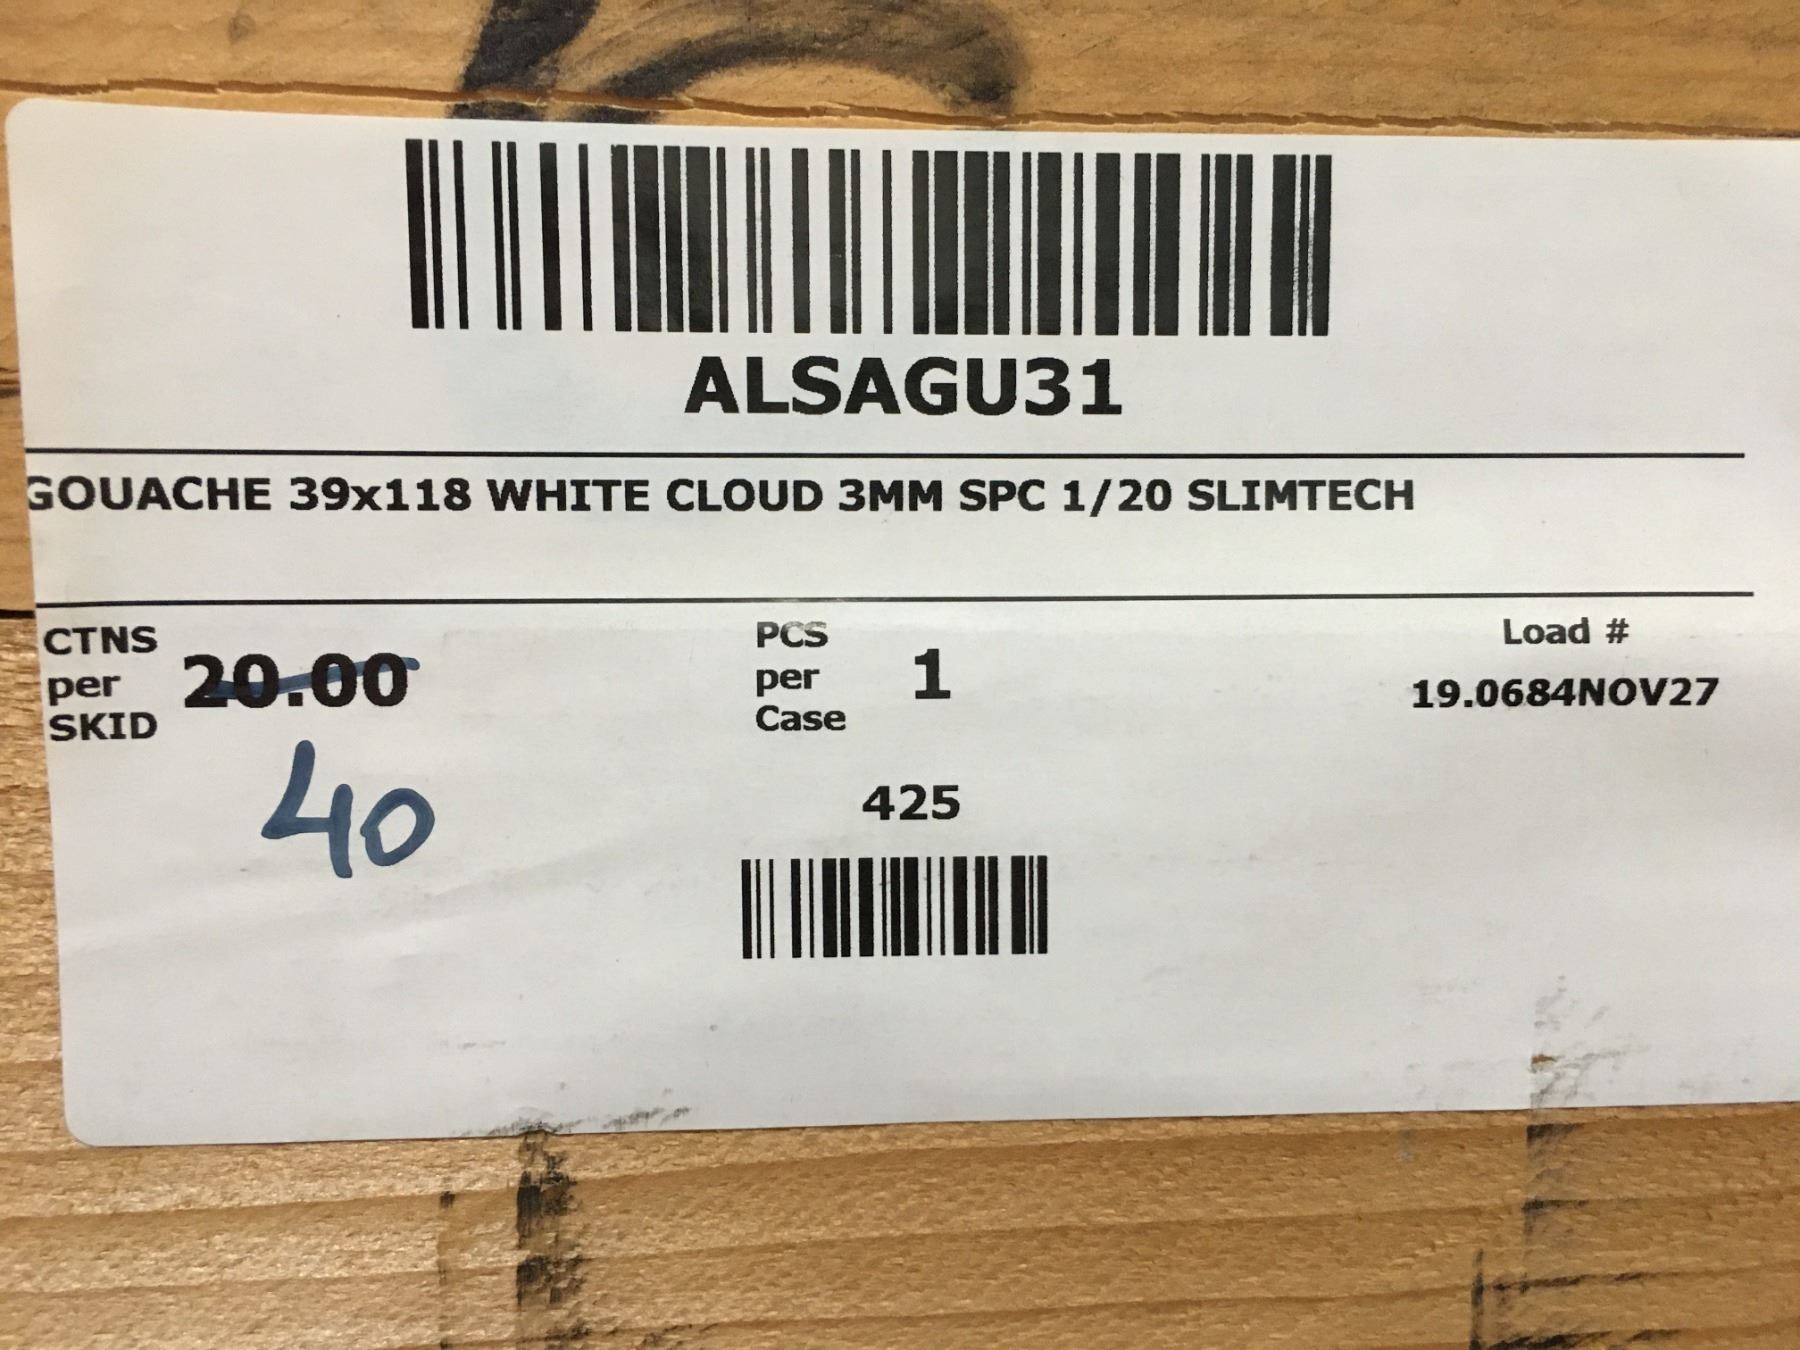 ALSAGU31
GOUACHE 39x118 WHITE CLOUD 3MM SPC 1/20 SLIMTECH
CTNS
per
SKID
20.00
40
PCS
per
Case
1
425
Load #
19.0684NOV27